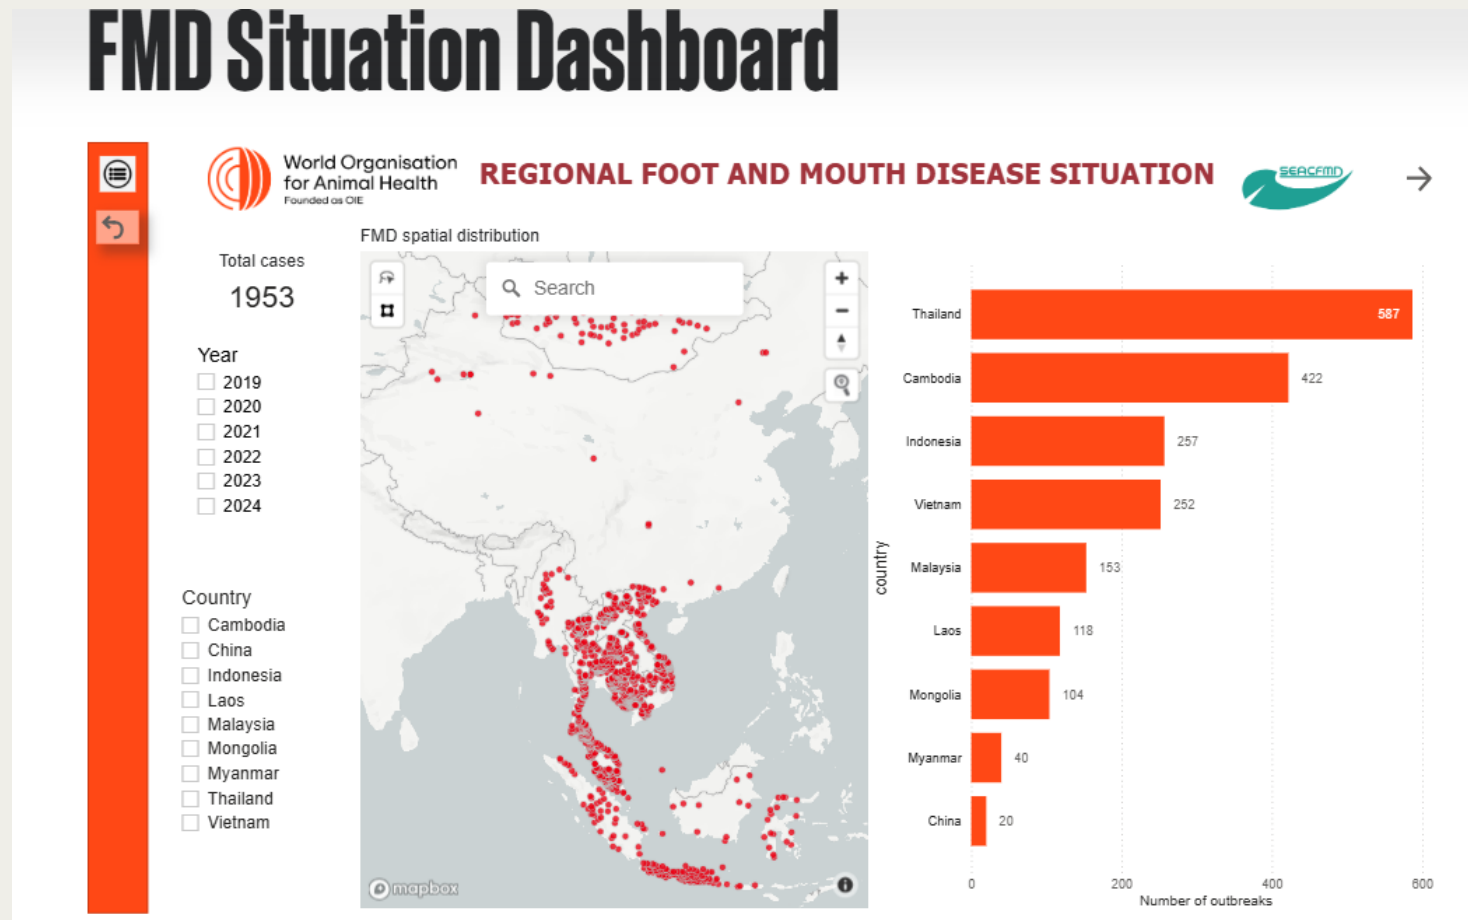 FMD Situation Dashboard
World Organisation
for Animal Health
Founded as OIE
REGIONAL FOOT AND MOUTH DISEASE SITUATION
SEACFMD
Total cases
1953
Year
2019
2020
2021
2022
2023
2024
Country
Cambodia
China
Indonesia
Laos
Malaysia
Mongolia
Myanmar
Thailand
Vietnam
FMD spatial distribution
Search
mapbox
country
Thailand 587
Cambodia 422
Indonesia 257
Vietnam 252
Malaysia 153
Laos 118
Mongolia 104
Myanmar 40
China 20
0 200 400 600
Number of outbreaks